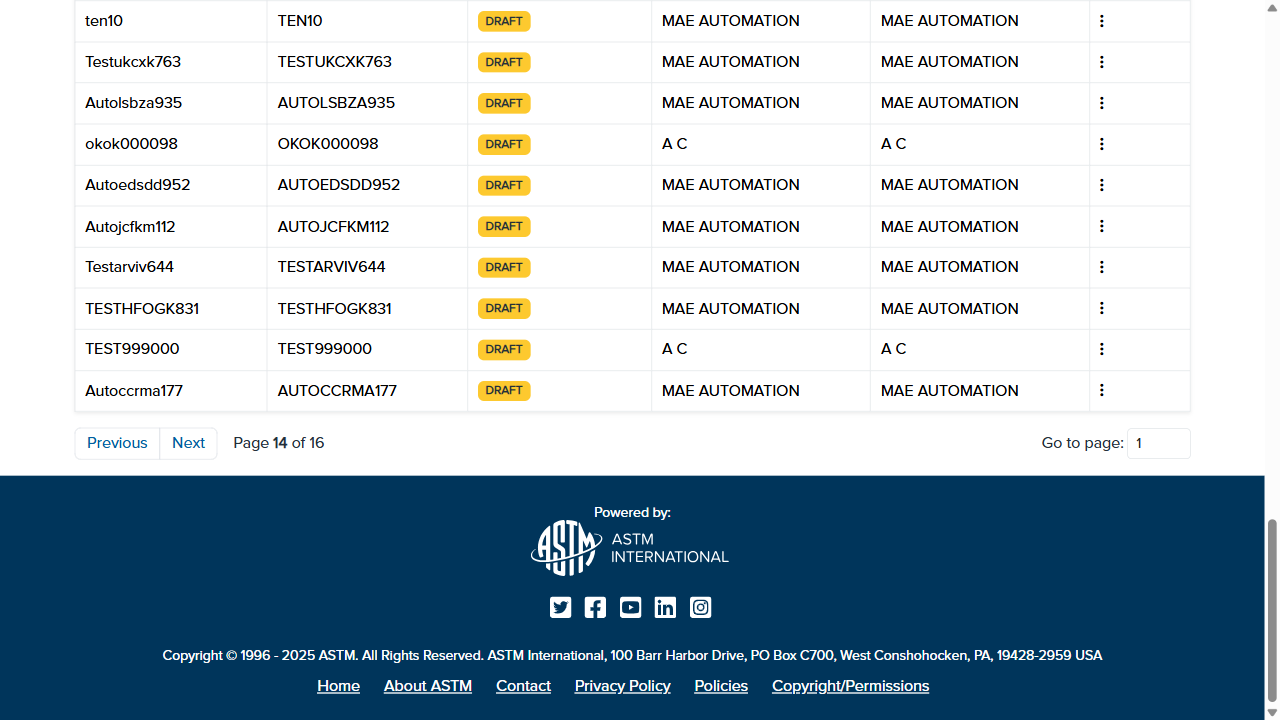 ten10 TEN10 DRAFT MAE AUTOMATION MAE AUTOMATION
Testukcxk763 TESTUKCXK763 DRAFT MAE AUTOMATION MAE AUTOMATION
Autolsbza935 AUTOLSBZA935 DRAFT MAE AUTOMATION MAE AUTOMATION
okok000098 OKOK000098 DRAFT A C A C
Autoedsdd952 AUTOEDSDD952 DRAFT MAE AUTOMATION MAE AUTOMATION
Autojcfkm112 AUTOJCFKM112 DRAFT MAE AUTOMATION MAE AUTOMATION
Testarviv644 TESTARVIV644 DRAFT MAE AUTOMATION MAE AUTOMATION
TESTHFOGK831 TESTHFOGK831 DRAFT MAE AUTOMATION MAE AUTOMATION
TEST999000 TEST999000 DRAFT A C A C
Autoccrma177 AUTOCCRMA177 DRAFT MAE AUTOMATION MAE AUTOMATION
Previous Next Page 14 of 16 Go to page: 1
Powered by:
ASTM ASTM
INTERNATIONAL
Copyright © 1996 - 2025 ASTM. All Rights Reserved. ASTM International, 100 Barr Harbor Drive, PO Box C700, West Conshohocken, PA, 19428-2959 USA
Home About ASTM Contact Privacy Policy Policies Copyright/Permissions